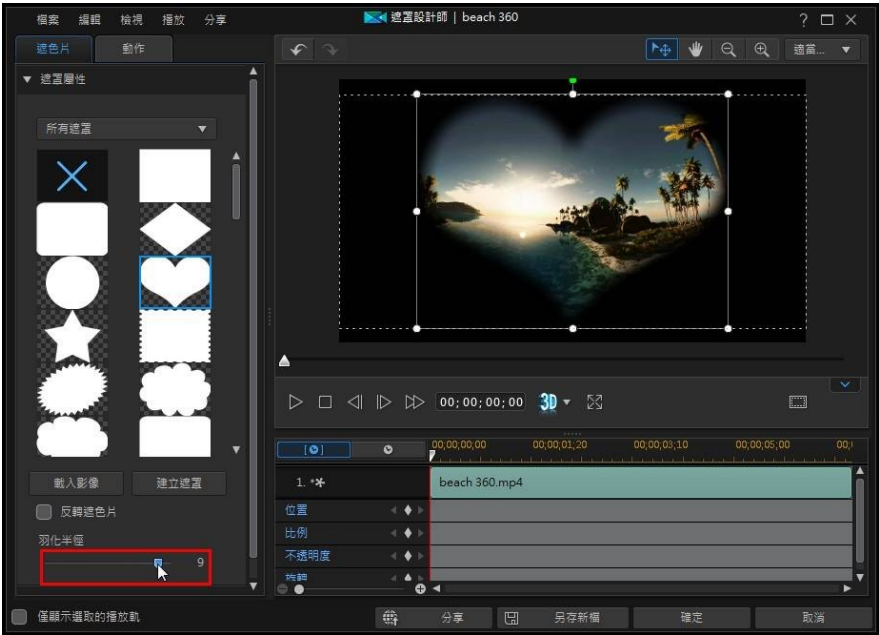 檔案 編輯 檢視 播放 分享 遮罩設計師 | beach 360 ?
遮色片 動作 適當...
遮罩屬性
所有遮罩
00;00;00;00 3D
00;00;00;00 00;00;01;20 00;00;03;10 00;00;05;00 00;
載入影像 建立遮罩 1. beach 360.mp4
反轉遮色片 位置
羽化半徑 比例
9 不透明度
旋轉
僅顯示選取的播放軌 分享 另存新檔 確定 取消